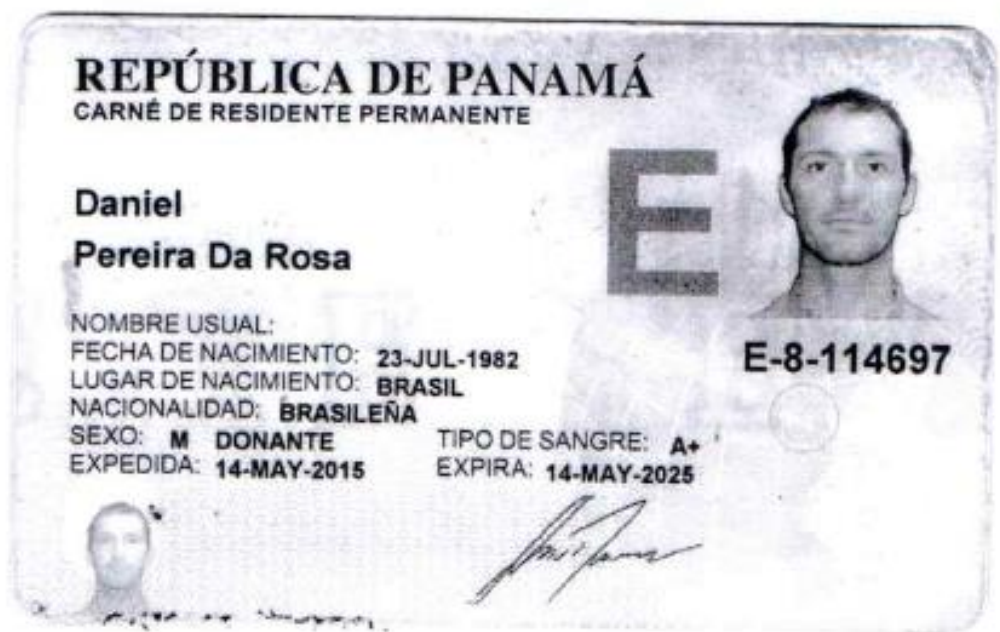 REPÚBLICA DE PANAMÁ
CARNÉ DE RESIDENTE PERMANENTE
E
Daniel
Pereira Da Rosa
NOMBRE USUAL:
FECHA DE NACIMIENTO: 23-JUL-1982
LUGAR DE NACIMIENTO: BRASIL
NACIONALIDAD: BRASILEÑA
SEXO: M DONANTE TIPO DE SANGRE: A+
EXPEDIDA: 14-MAY-2015 EXPIRA: 14-MAY-2025
E-8-114697